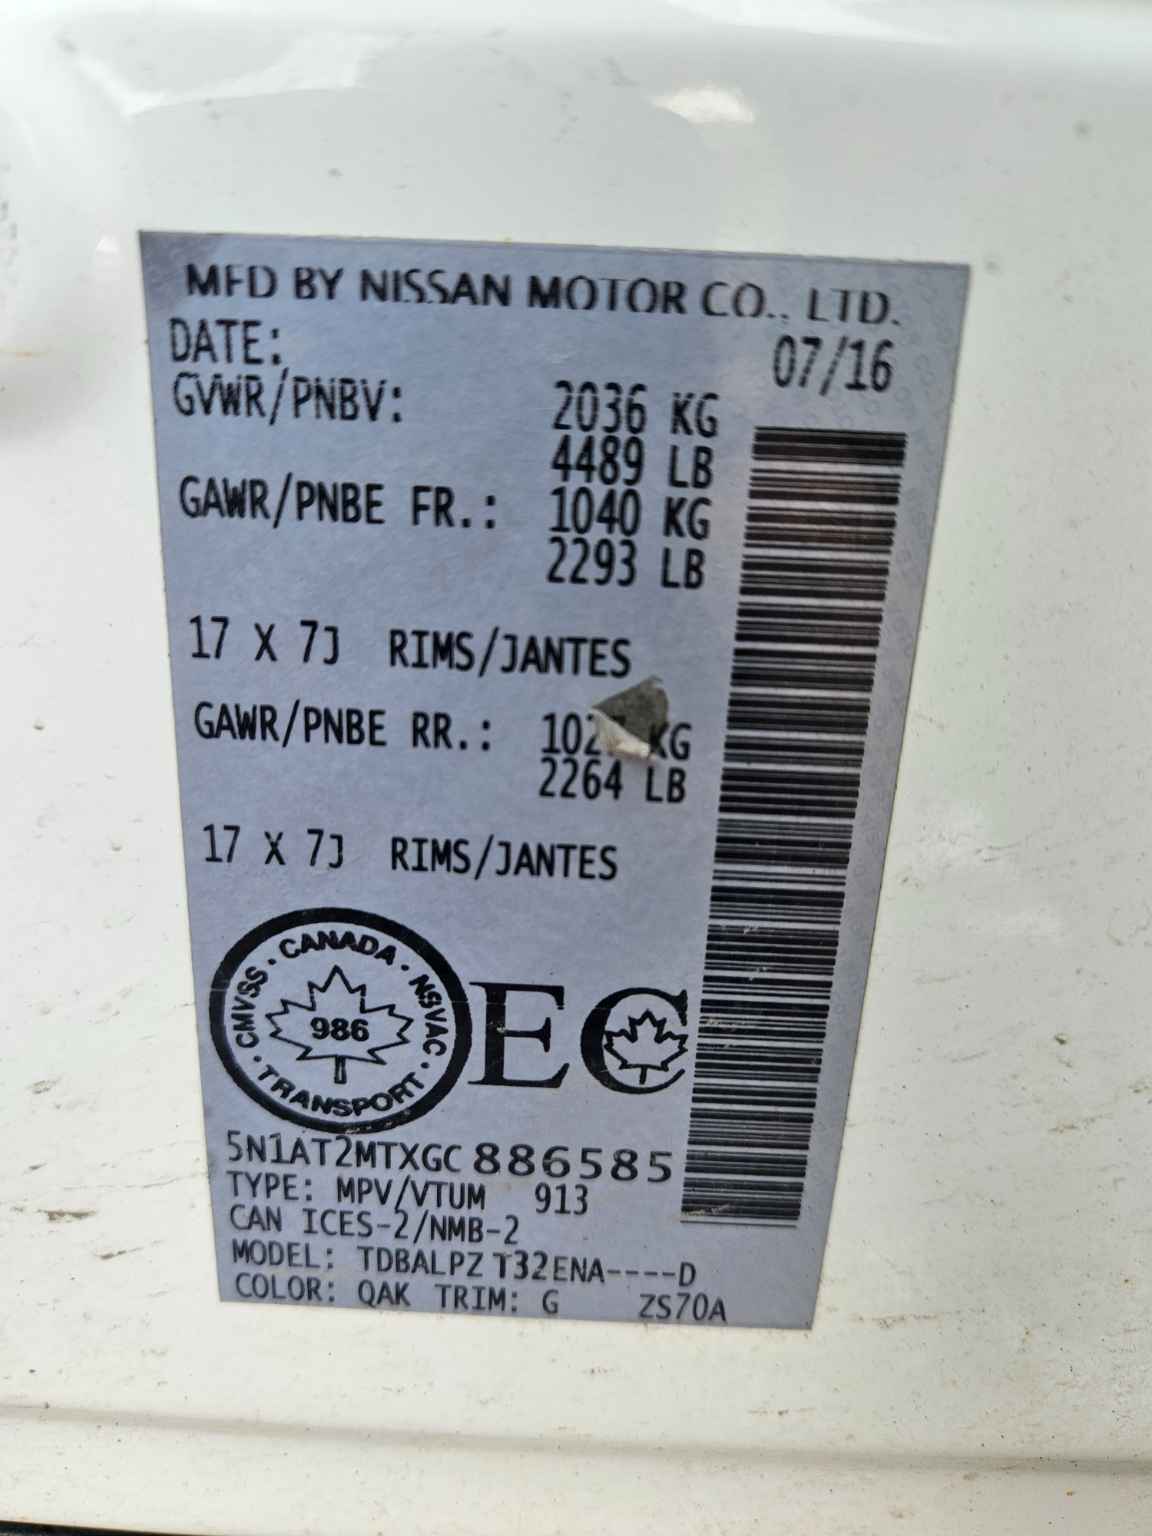 MFD BY NISSAN MOTOR CO., LTD.
DATE: 07/16
GVWR/PNBV: 2036 KG
4489 LB
GAWR/PNBE FR.: 1040 KG
2293 LB
17 X 7J RIMS/JANTES
GAWR/PNBE RR.: KG
2264 LB
17 X 7J RIMS/JANTES
CMVSS · CANADA · NSVAC · TRANSPORT ·
986
EC
5N1AT2MTXGC886585
TYPE: MPV/VTUM 913
CAN ICES-2/NMB-2
MODEL: TDBALPZ T32ENA----D
COLOR: QAK TRIM: G ZS70A